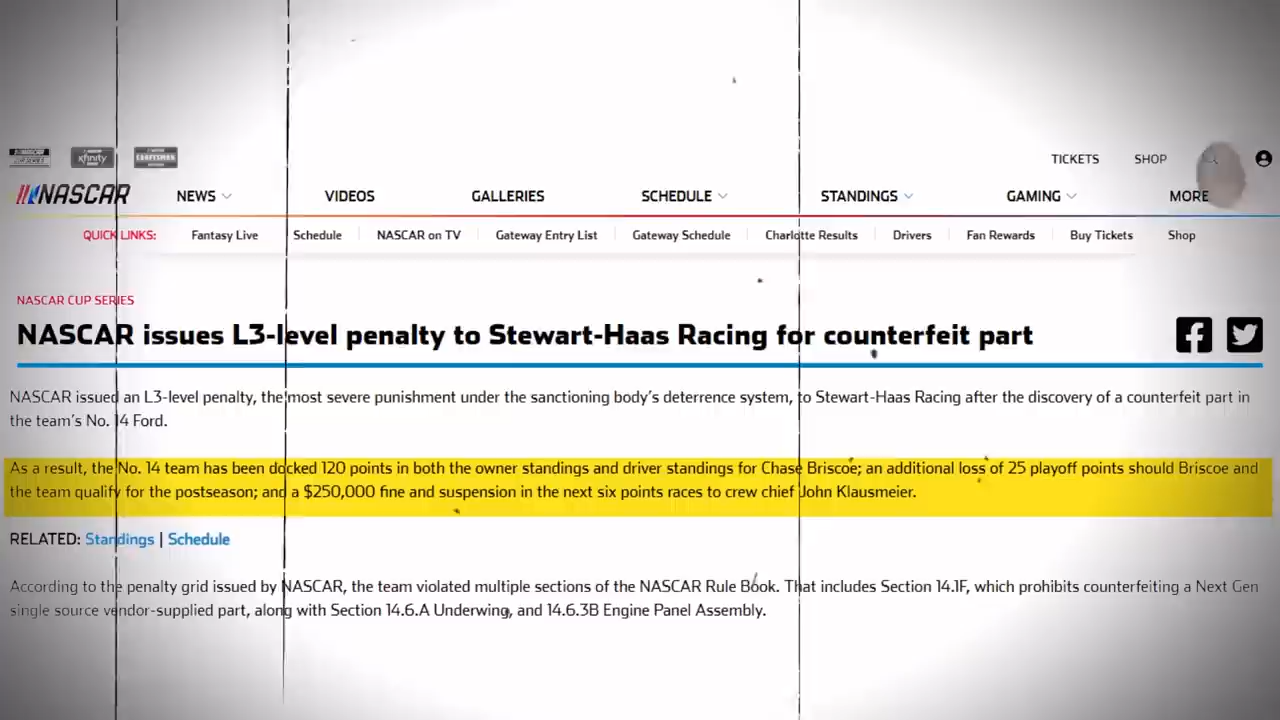 NASCAR CUP SERIES
xfinity
CRAFTSMAN
TICKETS SHOP
NASCAR NEWS VIDEOS GALLERIES SCHEDULE STANDINGS GAMING MORE
QUICK LINKS: Fantasy Live Schedule NASCAR on TV Gateway Entry List Gateway Schedule Charlotte Results Drivers Fan Rewards Buy Tickets Shop
NASCAR CUP SERIES
NASCAR issues L3-level penalty to Stewart-Haas Racing for counterfeit part
NASCAR issued an L3-level penalty, the most severe punishment under the sanctioning body's deterrence system, to Stewart-Haas Racing after the discovery of a counterfeit part in
the team's No. 14 Ford.
As a result, the No. 14 team has been docked 120 points in both the owner standings and driver standings for Chase Briscoe; an additional loss of 25 playoff points should Briscoe and
the team qualify for the postseason; and a $250,000 fine and suspension in the next six points races to crew chief John Klausmeier.
RELATED: Standings | Schedule
According to the penalty grid issued by NASCAR, the team violated multiple sections of the NASCAR Rule Book. That includes Section 14.1F, which prohibits counterfeiting a Next Gen
single source vendor-supplied part, along with Section 14.6.A Underwing, and 14.6.3B Engine Panel Assembly.